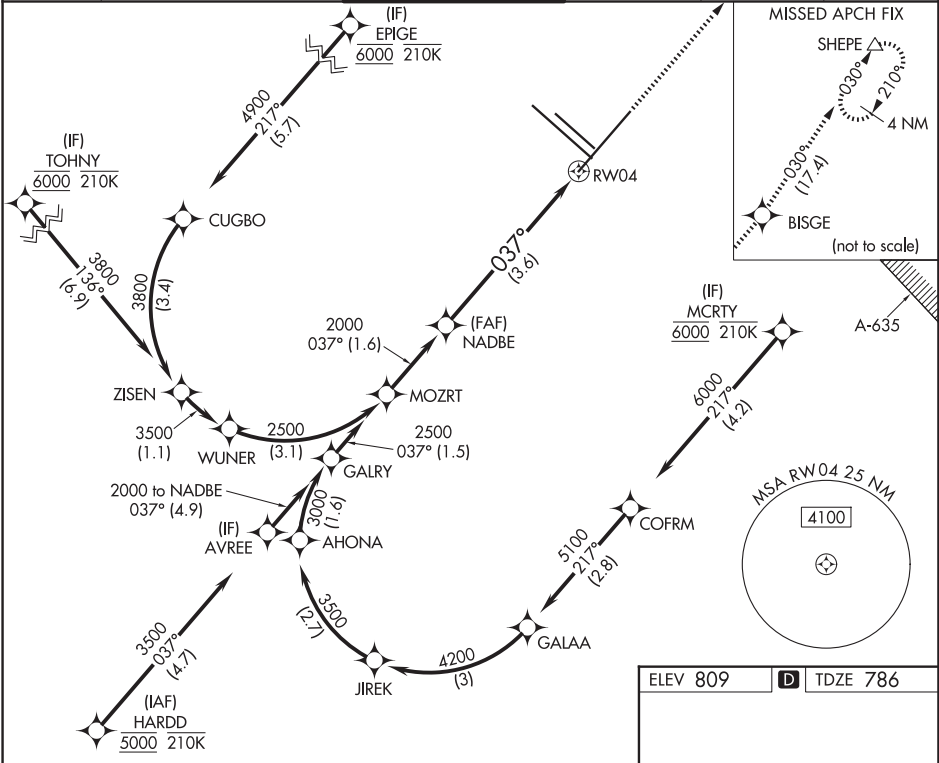 (IF)
EPIGE
6000 210K
4900
217°
(5.7)
(IF)
TOHNY
6000 210K
3800
136°
(6.9)
CUGBO
3800
(3.4)
RW04
037°
(3.6)
MISSED APCH FIX
SHEPE
030°
210°
4 NM
030°
(17.4)
BISGE
(not to scale)
A-635
(IF)
MCRTY
6000 210K
2000
037° (1.6)
(FAF)
NADBE
ZISEN
3500
(1.1)
WUNER
2500
(3.1)
MOZRT
2500
037° (1.5)
GALRY
6000
217°
(4.2)
2000 to NADBE
037° (4.9)
(IF)
AVREE
3000
(1.6)
AHONA
COFRM
5100
217°
(2.8)
MSA RW04 25 NM
4100
3500
037°
(4.7)
3500
(2.7)
GALAA
4200
(3)
JIREK
(IAF)
HARDD
5000 210K
ELEV 809 D TDZE 786